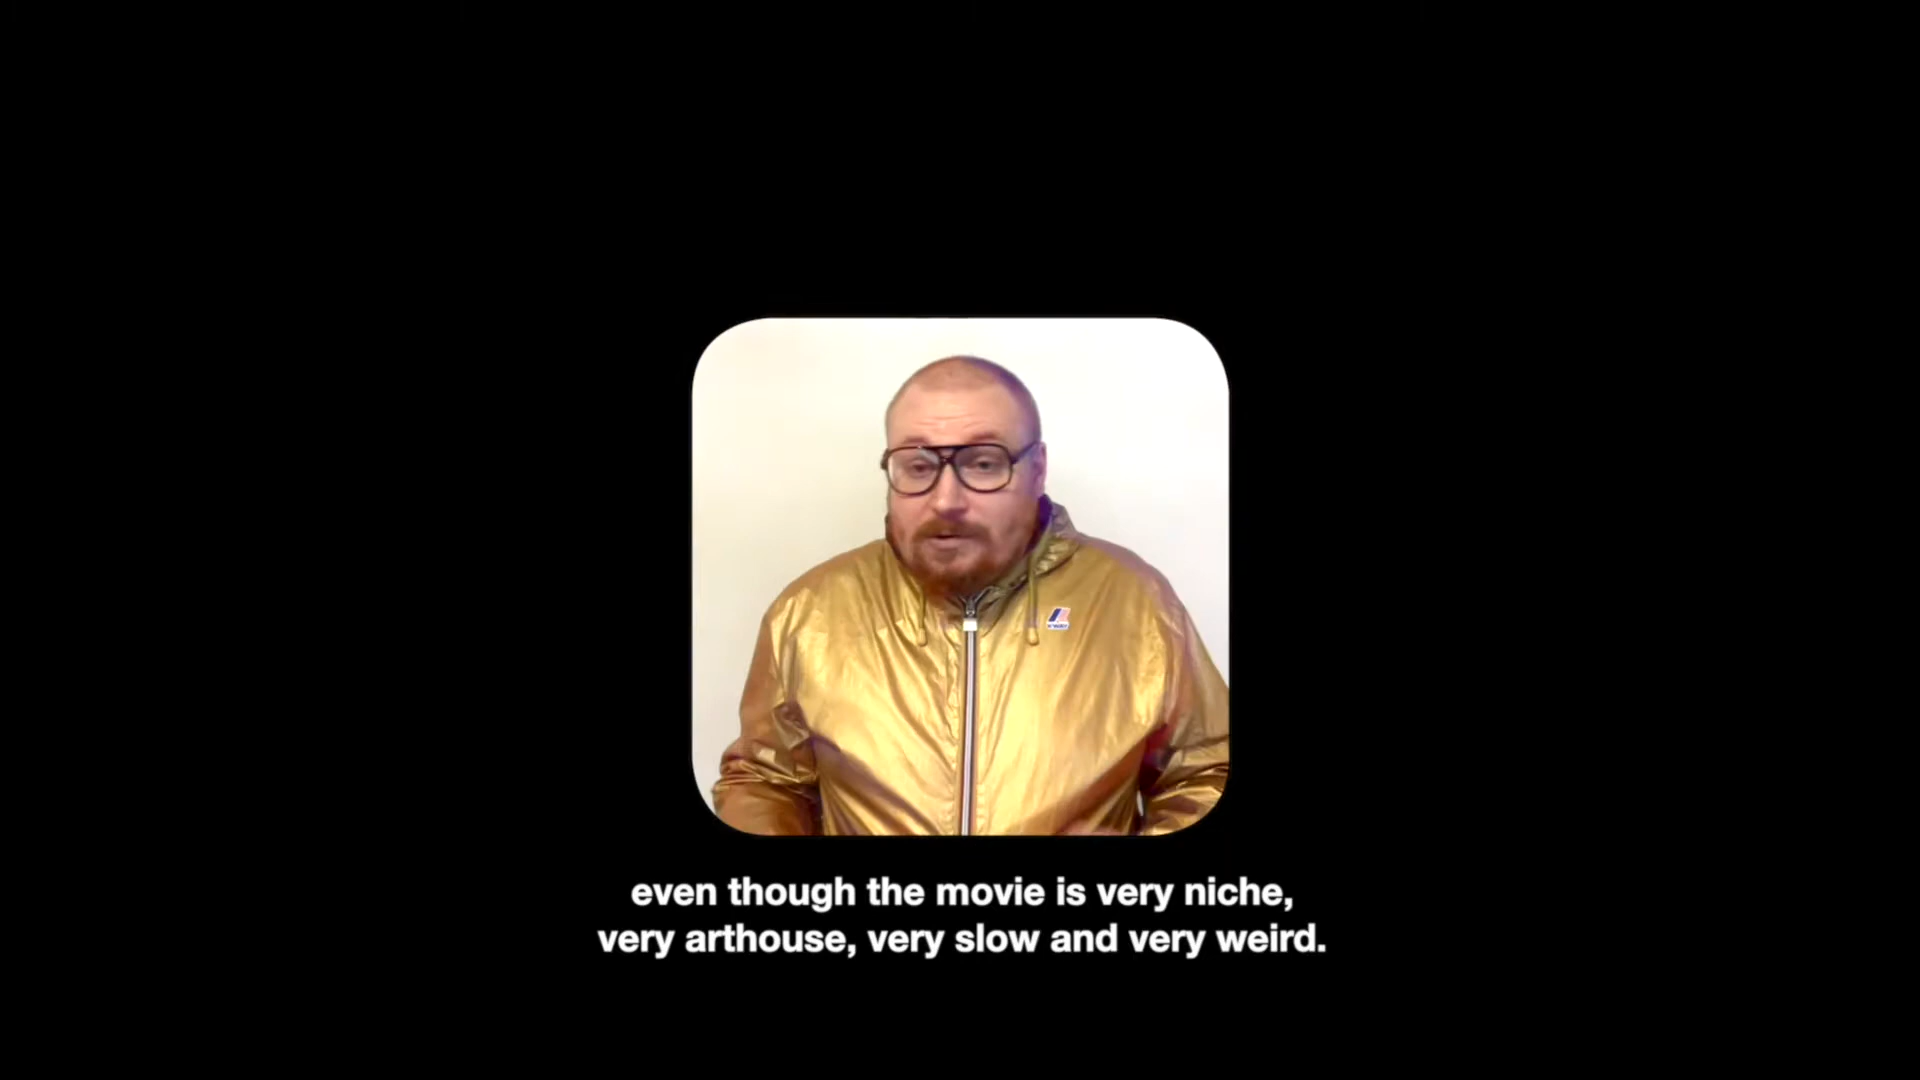 even though the movie is very niche,
very arthouse, very slow and very weird.